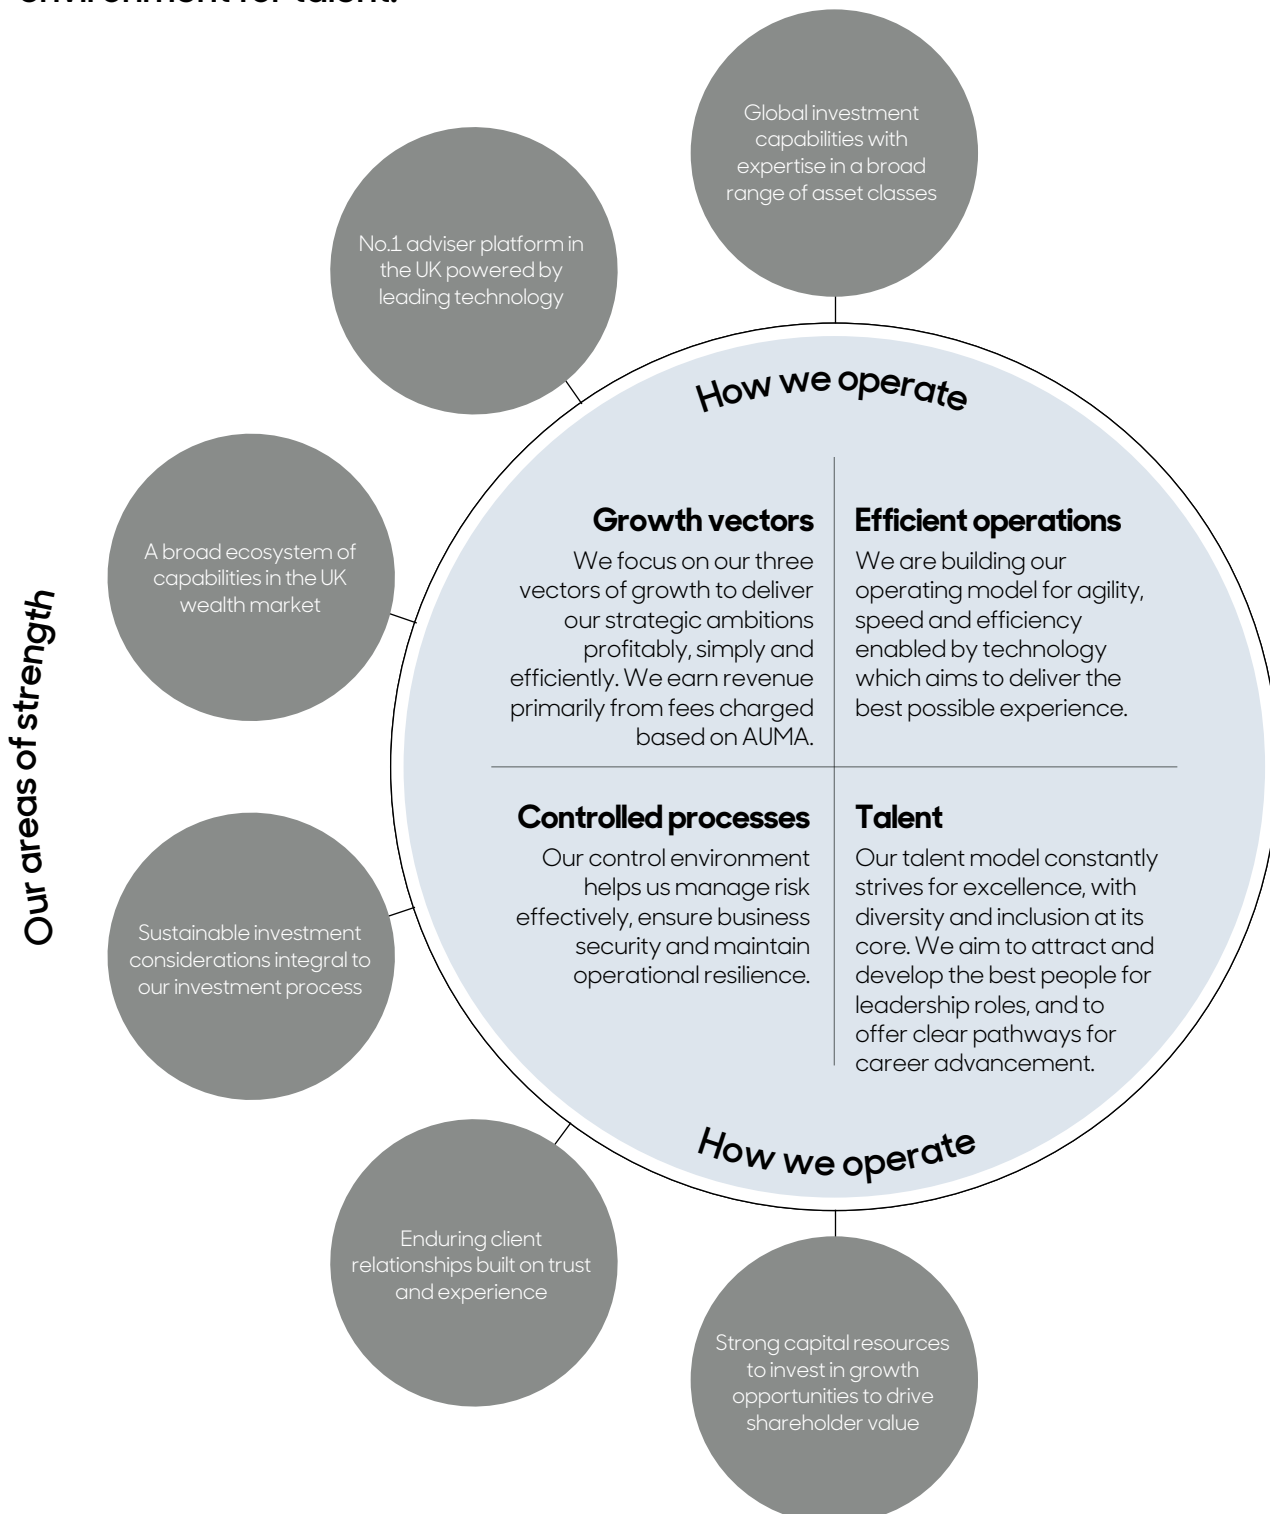 environment for talent.
Global investment
capabilities with
expertise in a broad
range of asset classes
No.1 adviser platform in
the UK powered by
leading technology
A broad ecosystem of
capabilities in the UK
wealth market
Our areas of strength
Sustainable investment
considerations integral to
our investment process
Enduring client
relationships built on trust
and experience
Strong capital resources
to invest in growth
opportunities to drive
shareholder value
How we operate
Growth vectors
We focus on our three
vectors of growth to deliver
our strategic ambitions
profitably, simply and
efficiently. We earn revenue
primarily from fees charged
based on AUMA.
Efficient operations
We are building our
operating model for agility,
speed and efficiency
enabled by technology
which aims to deliver the
best possible experience.
Controlled processes
Our control environment
helps us manage risk
effectively, ensure business
security and maintain
operational resilience.
Talent
Our talent model constantly
strives for excellence, with
diversity and inclusion at its
core. We aim to attract and
develop the best people for
leadership roles, and to
offer clear pathways for
career advancement.
How we operate